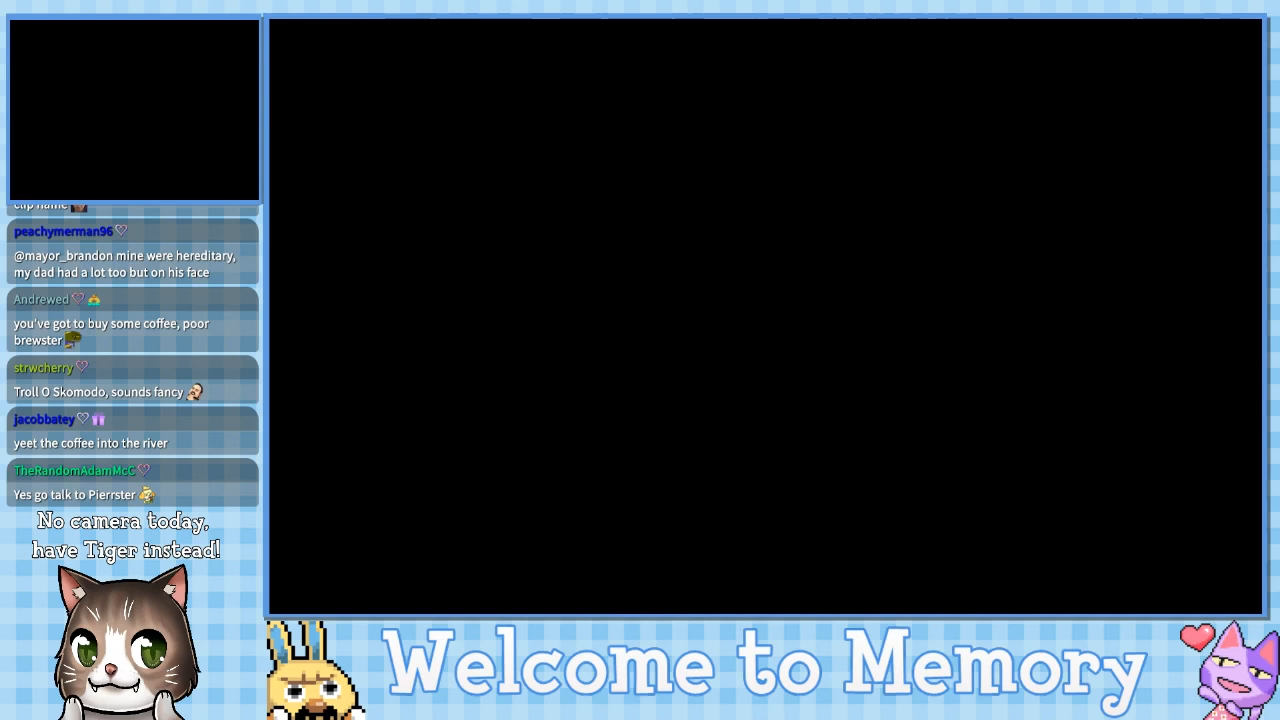 clip name
peachymerman96
@mayor_brandon mine were hereditary,
my dad had a lot too but on his face
Andrewed
you've got to buy some coffee, poor
brewster
strwcherry
Troll O Skomodo, sounds fancy
jacobbatey
yeet the coffee into the river
TheRandomAdamMcC
Yes go talk to Pierrster
No camera today,
have Tiger instead!
Welcome to Memory